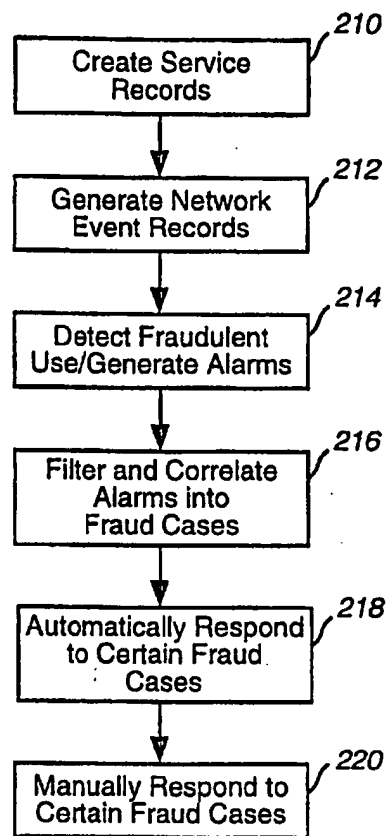 210
Create Service
Records
212
Generate Network
Event Records
214
Detect Fraudulent
Use/Generate Alarms
216
Filter and Correlate
Alarms into
Fraud Cases
218
Automatically Respond
to Certain Fraud
Cases
220
Manually Respond to
Certain Fraud Cases